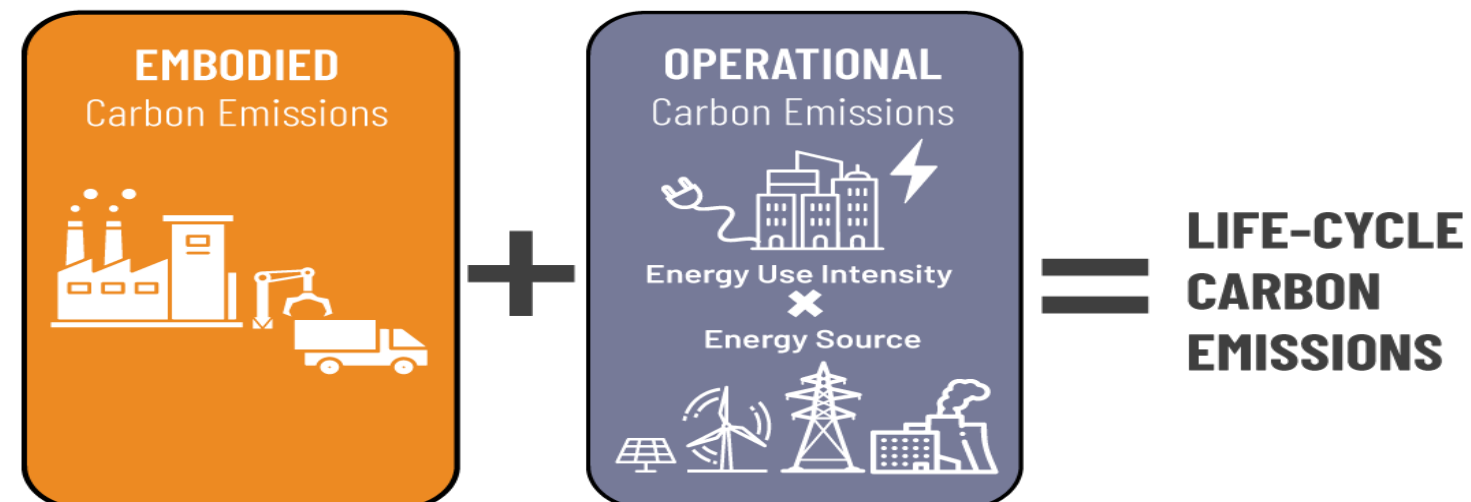 EMBODIED
Carbon Emissions
+
OPERATIONAL
Carbon Emissions
Energy Use Intensity
×
Energy Source
=
LIFE-CYCLE
CARBON
EMISSIONS